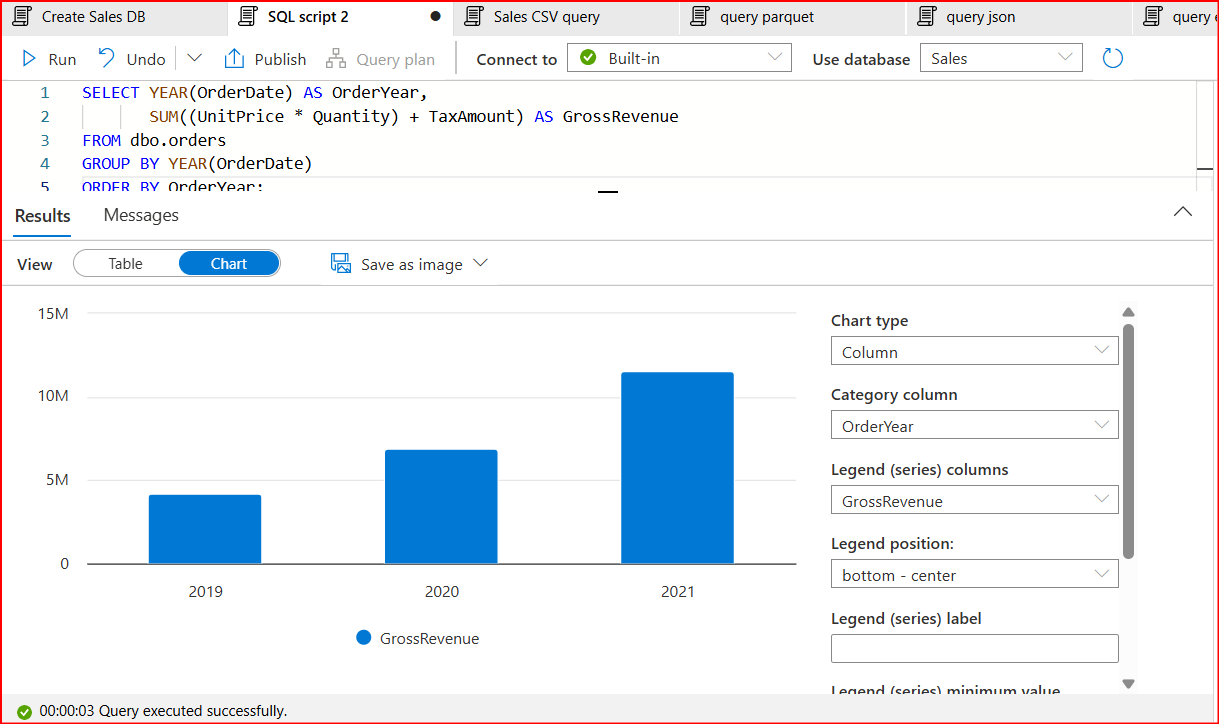 Create Sales DB
SQL script 2
Sales CSV query
query parquet
query json
query
Run Undo Publish Query plan Connect to Built-in Use database Sales
1 SELECT YEAR(OrderDate) AS OrderYear,
2 SUM((UnitPrice * Quantity) + TaxAmount) AS GrossRevenue
3 FROM dbo.orders
4 GROUP BY YEAR(OrderDate)
5 ORDER BY OrderYear;
Results Messages
View Table Chart Save as image
15M
10M
5M
0
2019 2020 2021
GrossRevenue
Chart type
Column
Category column
OrderYear
Legend (series) columns
GrossRevenue
Legend position:
bottom - center
Legend (series) label
Legend (series) minimum value
00:00:03 Query executed successfully.